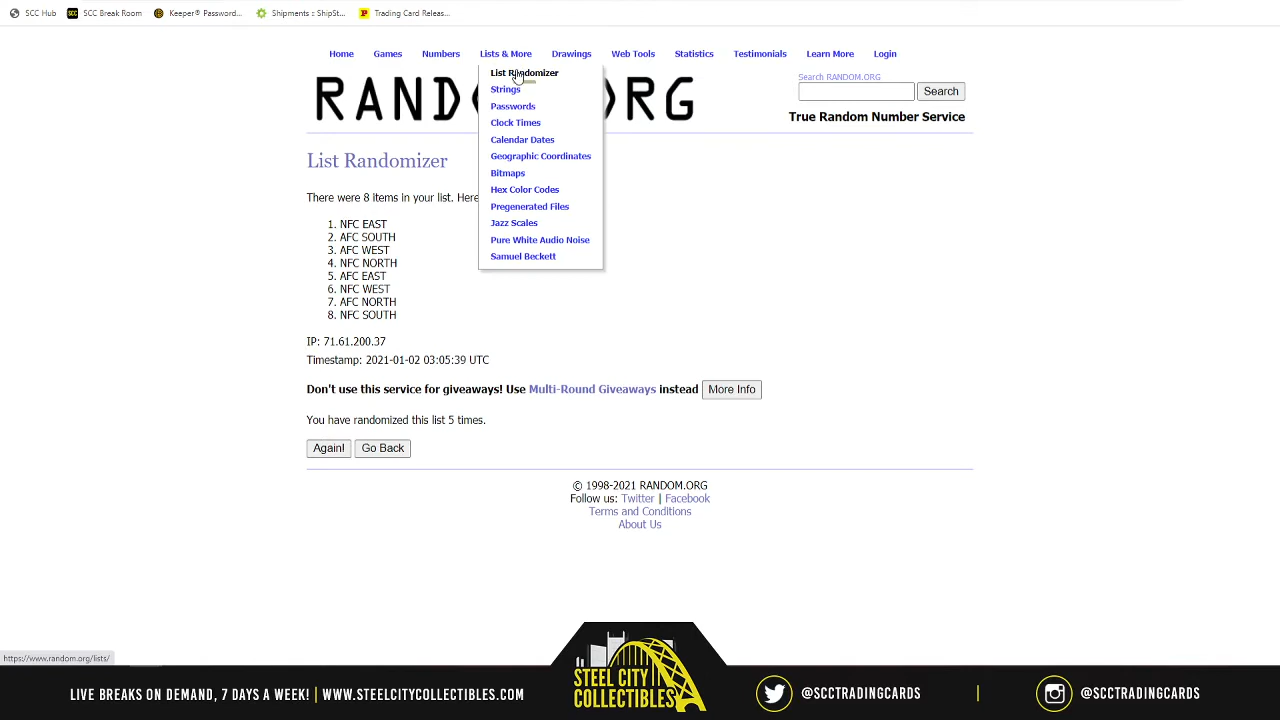 SCC Hub SCC Break Room Keeper® Password... Shipments :: ShipSt... Trading Card Releas...
Home Games Numbers Lists & More Drawings Web Tools Statistics Testimonials Learn More Login
List Randomizer
Strings
Passwords
Clock Times
Calendar Dates
Geographic Coordinates
Bitmaps
Hex Color Codes
Pregenerated Files
Jazz Scales
Pure White Audio Noise
Samuel Beckett
Search RANDOM.ORG
Search
True Random Number Service
List Randomizer
There were 8 items in your list. Here
1. NFC EAST
2. AFC SOUTH
3. AFC WEST
4. NFC NORTH
5. AFC EAST
6. NFC WEST
7. AFC NORTH
8. NFC SOUTH
IP: 71.61.200.37
Timestamp: 2021-01-02 03:05:39 UTC
Don't use this service for giveaways! Use Multi-Round Giveaways instead More Info
You have randomized this list 5 times.
Again! Go Back
© 1998-2021 RANDOM.ORG
Follow us: Twitter | Facebook
Terms and Conditions
About Us
https://www.random.org/lists/
LIVE BREAKS ON DEMAND, 7 DAYS A WEEK! | WWW.STEELCITYCOLLECTIBLES.COM
STEEL CITY
COLLECTIBLES
@SCCTRADINGCARDS | @SCCTRADINGCARDS